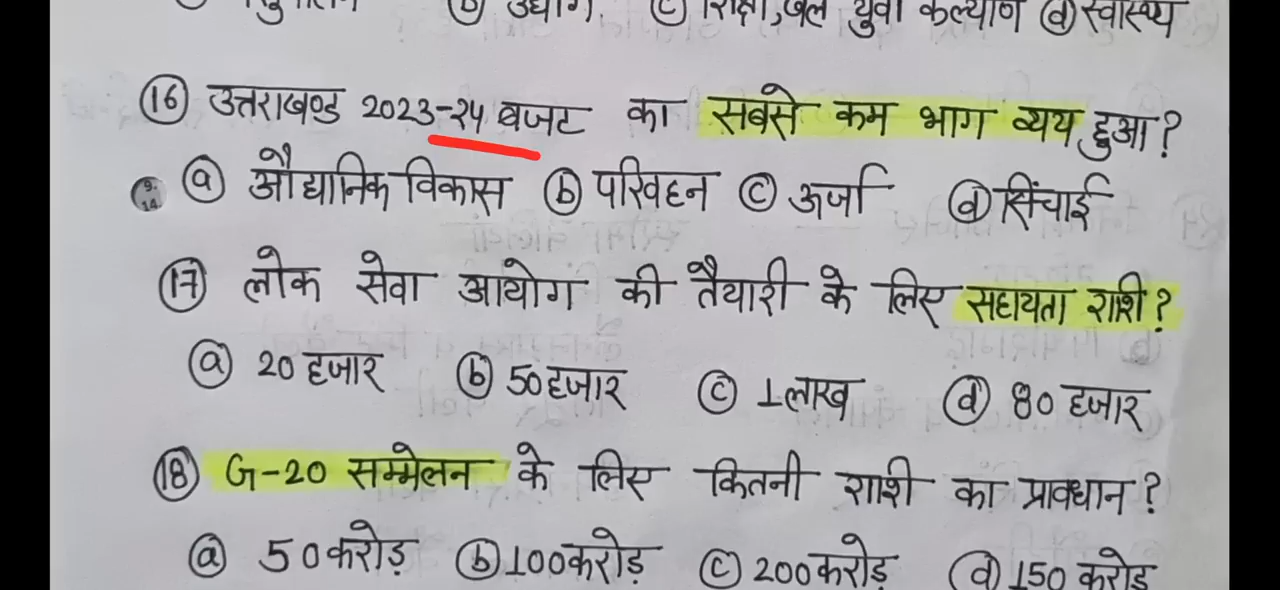 ⓑ उद्योग, ⓒ शिक्षा, खेल युवा कल्याण ⓓ स्वास्थ्य
⑯ उत्तराखण्ड 2023-24 बजट का सबसे कम भाग व्यय हुआ?
ⓐ औद्यानिक विकास ⓑ परिवहन ⓒ ऊर्जा ⓓ सिंचाई
⑰ लोक सेवा आयोग की तैयारी के लिए सहायता राशी?
ⓐ 20 हजार ⓑ 50 हजार ⓒ 1 लाख ⓓ 80 हजार
⑱ G-20 सम्मेलन के लिए कितनी राशी का प्रावधान?
ⓐ 50 करोड़ ⓑ 100 करोड़ ⓒ 200 करोड़ ⓓ 150 करोड़